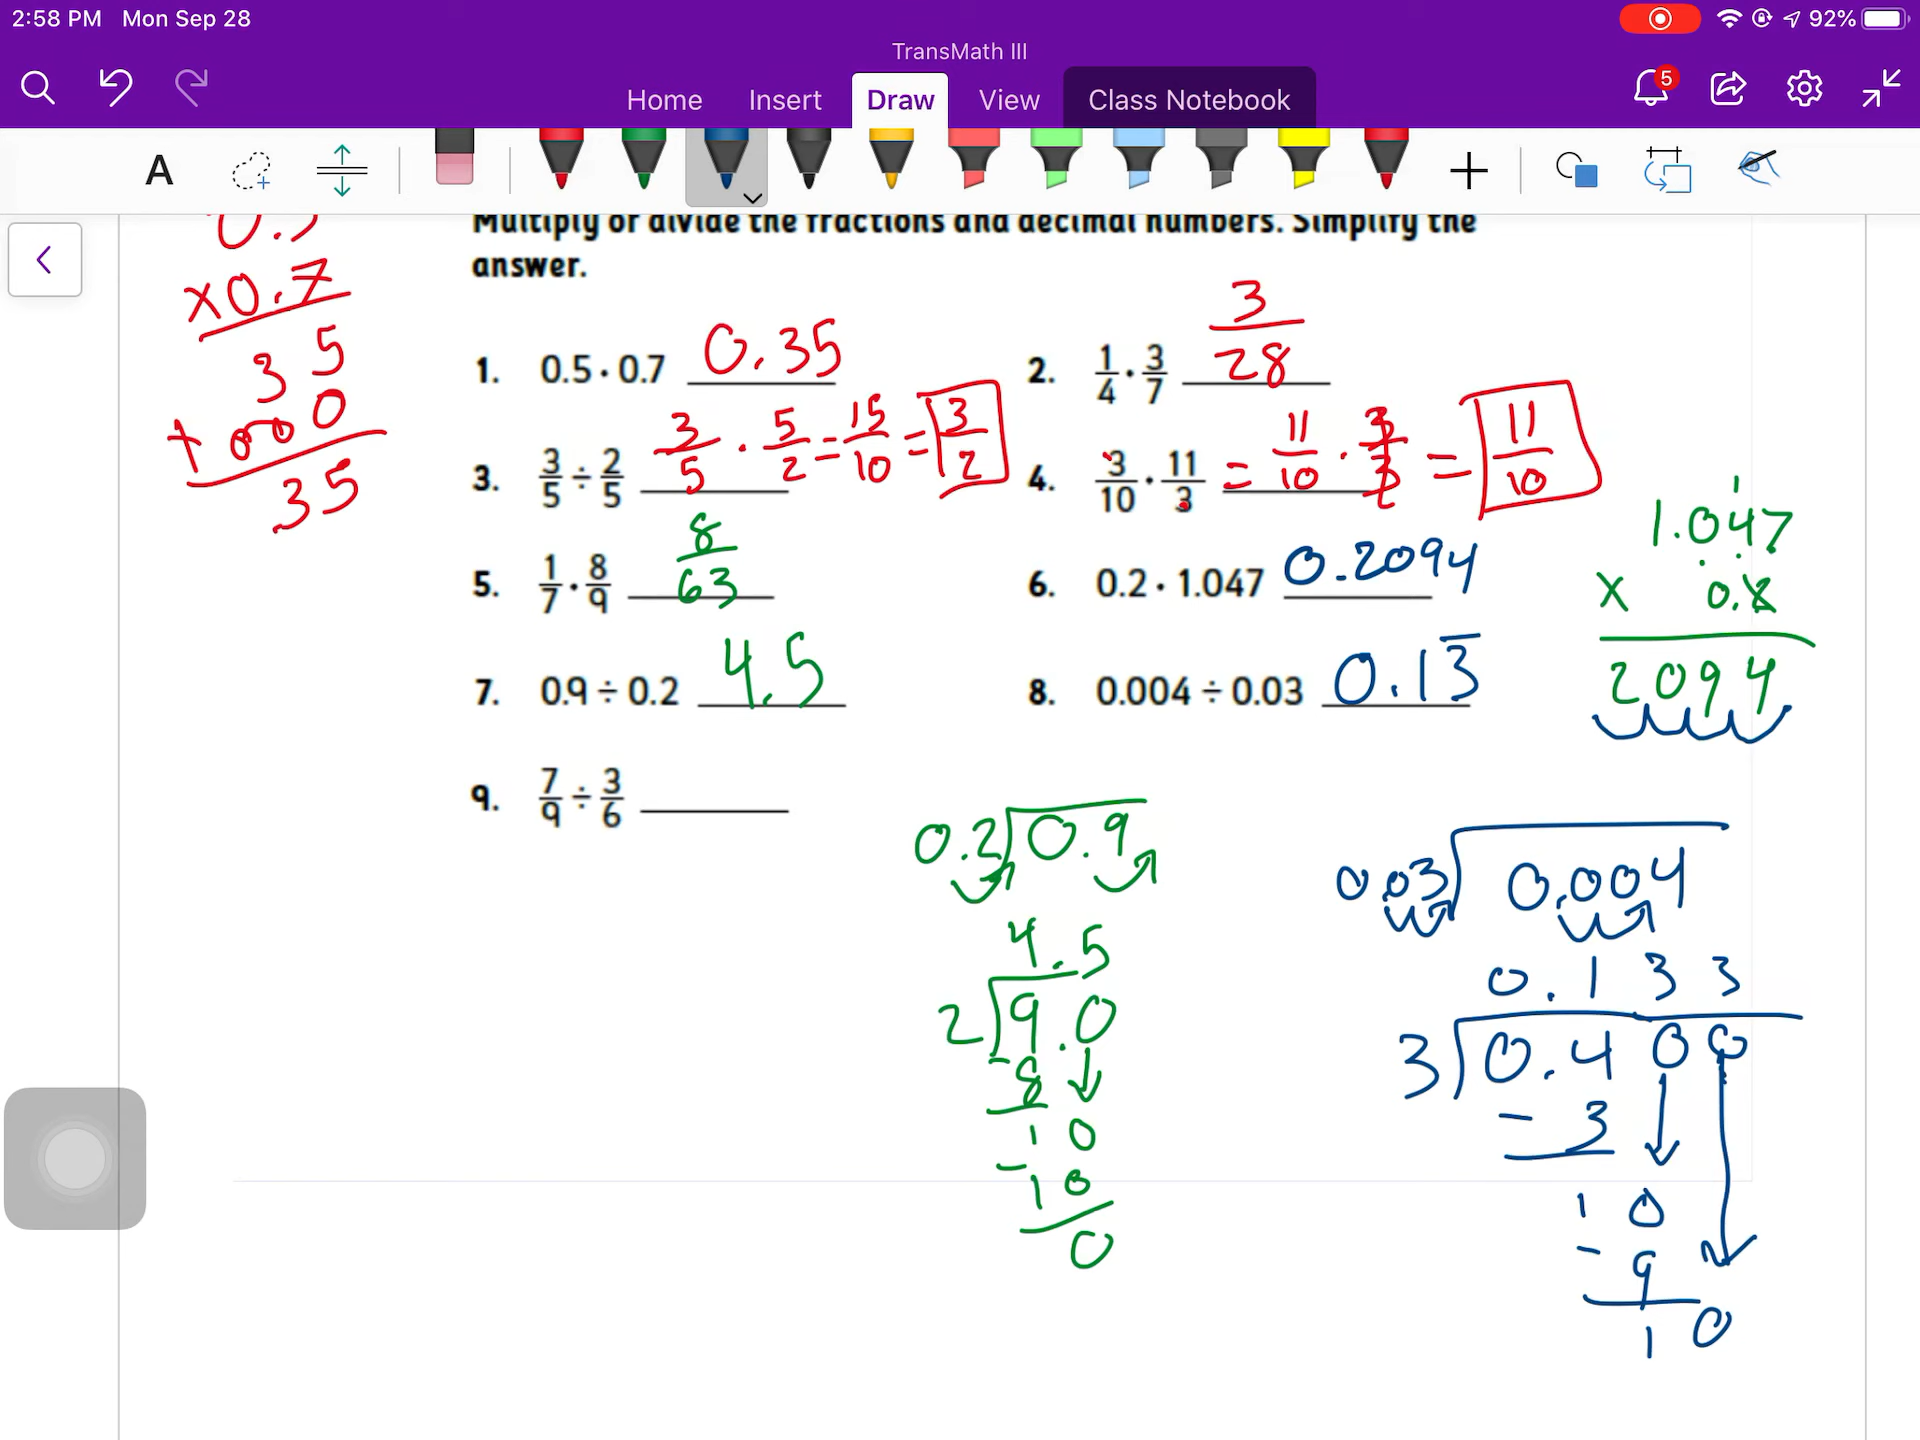 2:58 PM Mon Sep 28
92%
TransMath III
Home Insert Draw View Class Notebook
5
A
Multiply or divide the fractions and decimal numbers. Simplify the
answer.
×0.7
35
+000
35
1. 0.5 · 0.7 0.35
2. 1/4 · 3/7 3/28
3. 3/5 ÷ 2/5 3/5 · 5/2 = 15/10 = 3/2
4. 3/10 · 11/3 = 11/10 · 3/3 = 11/10
5. 1/7 · 8/9 8/63
6. 0.2 · 1.047 0.2094
7. 0.9 ÷ 0.2 4.5
8. 0.004 ÷ 0.03 0.13̅
9. 7/9 ÷ 3/6
1
1.047
× 0.2
2094
0.2 0.9
4.5
2 9.0
-8
10
-10
0
0.03 0.004
0.133
3 0.400
-3
10
-9
10